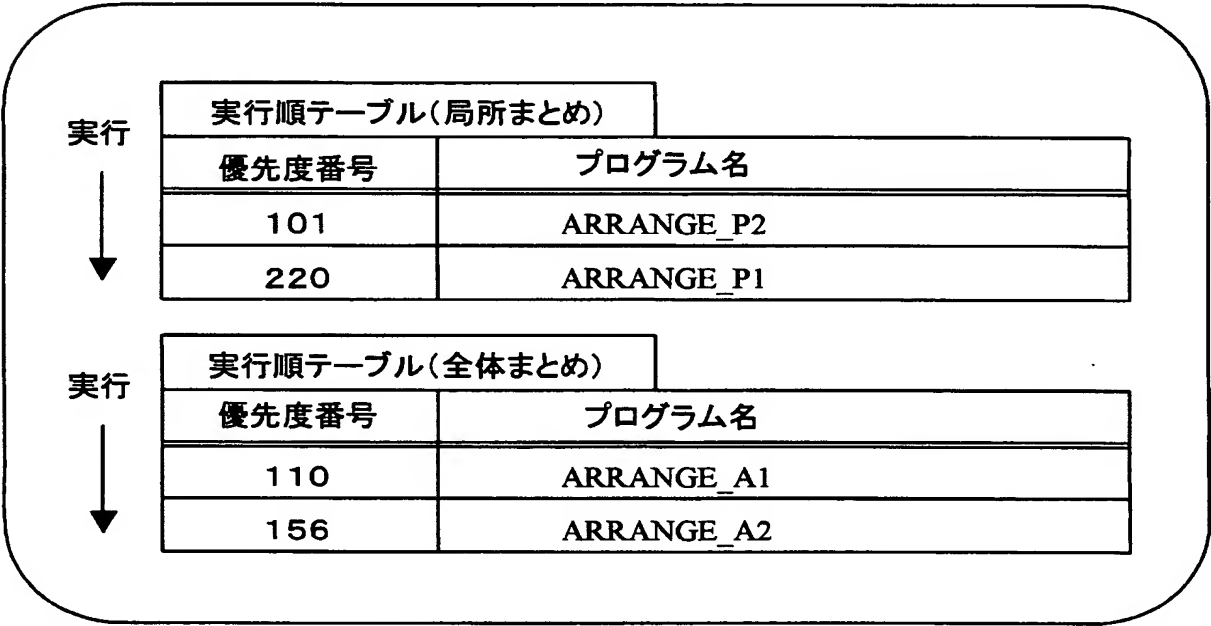 実行順テーブル(局所まとめ)
実行
優先度番号 プログラム名
101 ARRANGE_P2
220 ARRANGE_P1
実行順テーブル(全体まとめ)
実行
優先度番号 プログラム名
110 ARRANGE_A1
156 ARRANGE_A2